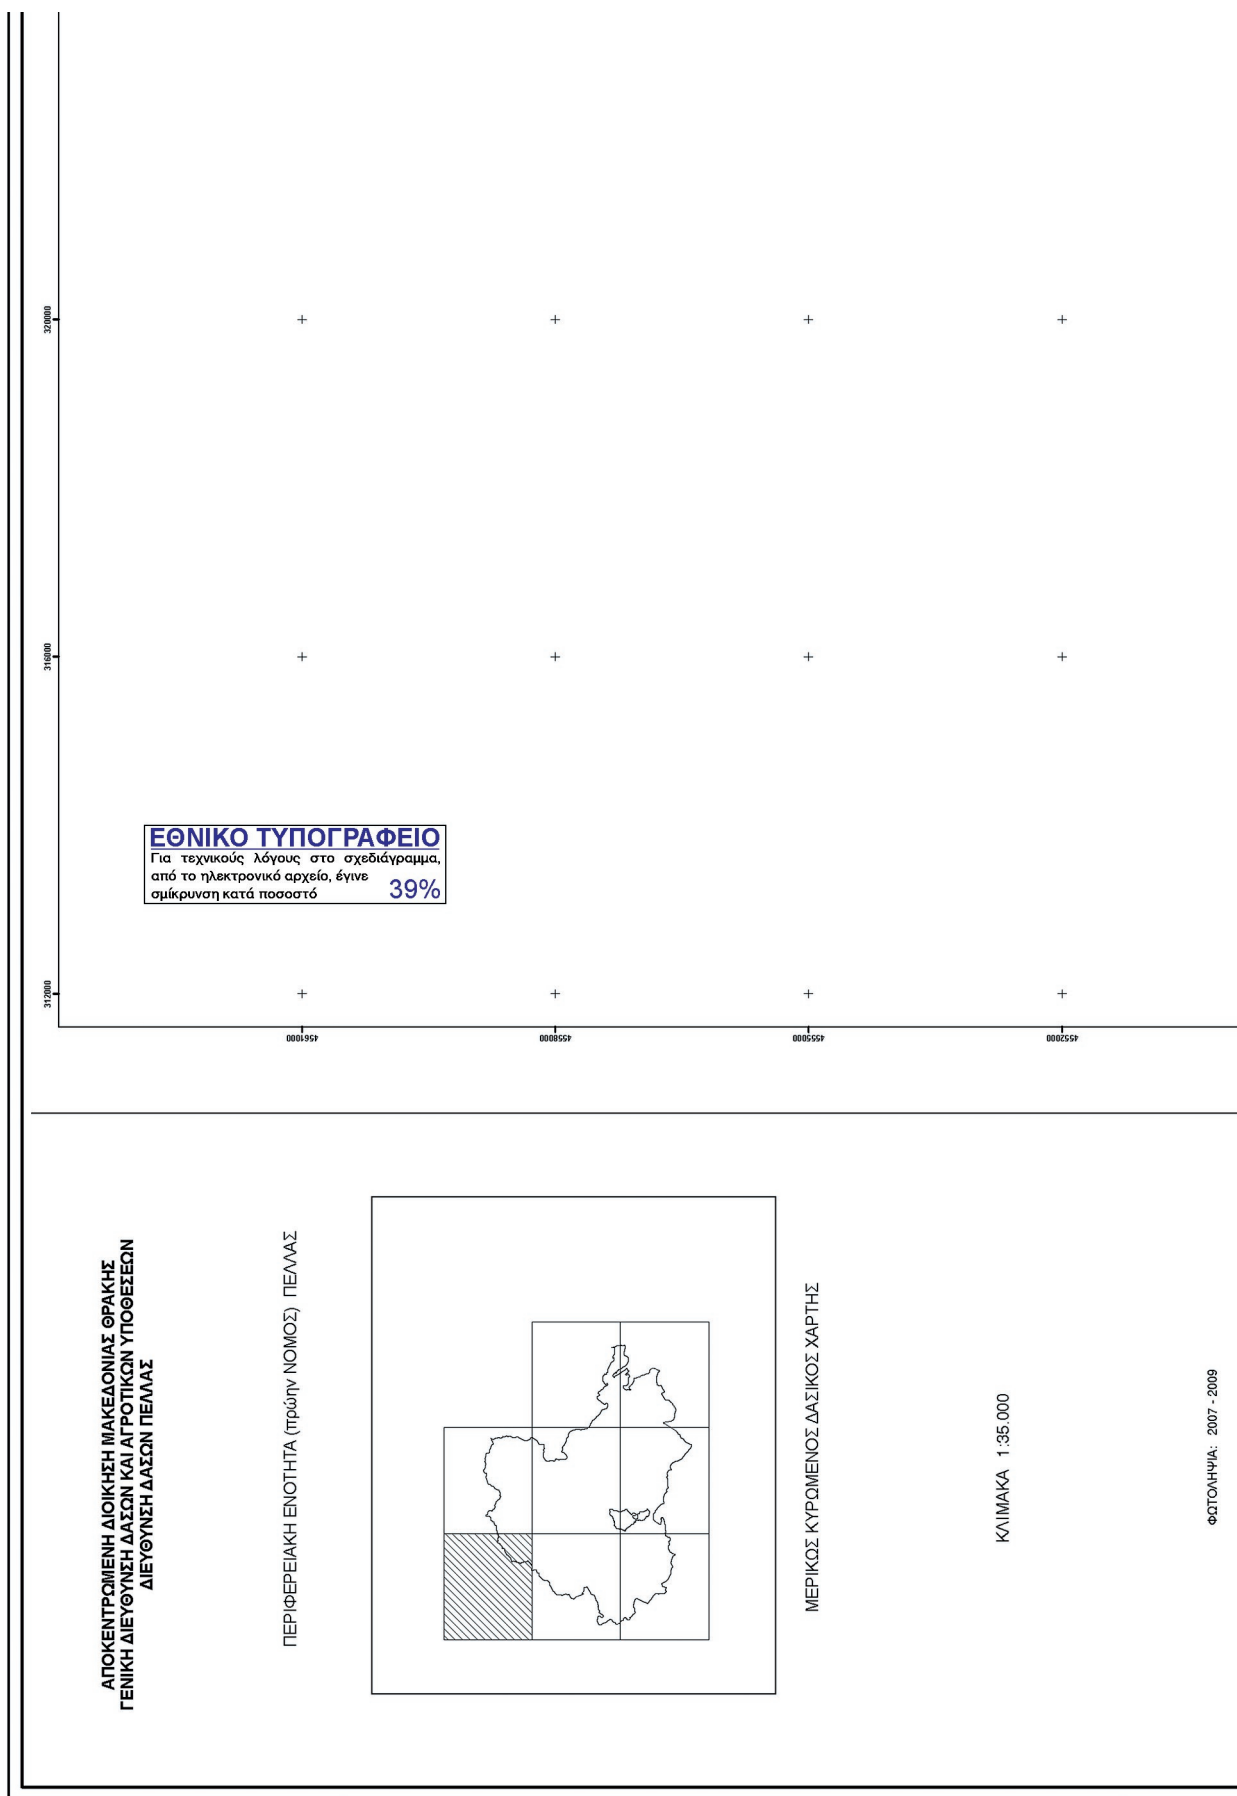 320000
316000
312000
ΕΘΝΙΚΟ ΤΥΠΟΓΡΑΦΕΙΟ
Για τεχνικούς λόγους στο σχεδιάγραμμα,
από το ηλεκτρονικό αρχείο, έγινε
σμίκρυνση κατά ποσοστό 39%
4561000
4558000
4555000
4552000
ΑΠΟΚΕΝΤΡΩΜΕΝΗ ΔΙΟΙΚΗΣΗ ΜΑΚΕΔΟΝΙΑΣ ΘΡΑΚΗΣ
ΓΕΝΙΚΗ ΔΙΕΥΘΥΝΣΗ ΔΑΣΩΝ ΚΑΙ ΑΓΡΟΤΙΚΩΝ ΥΠΟΘΕΣΕΩΝ
ΔΙΕΥΘΥΝΣΗ ΔΑΣΩΝ ΠΕΛΛΑΣ
ΠΕΡΙΦΕΡΕΙΑΚΗ ΕΝΟΤΗΤΑ (πρώην ΝΟΜΟΣ) ΠΕΛΛΑΣ
ΜΕΡΙΚΩΣ ΚΥΡΩΜΕΝΟΣ ΔΑΣΙΚΟΣ ΧΑΡΤΗΣ
ΚΛΙΜΑΚΑ 1:35.000
ΦΩΤΟΛΗΨΙΑ: 2007 - 2009